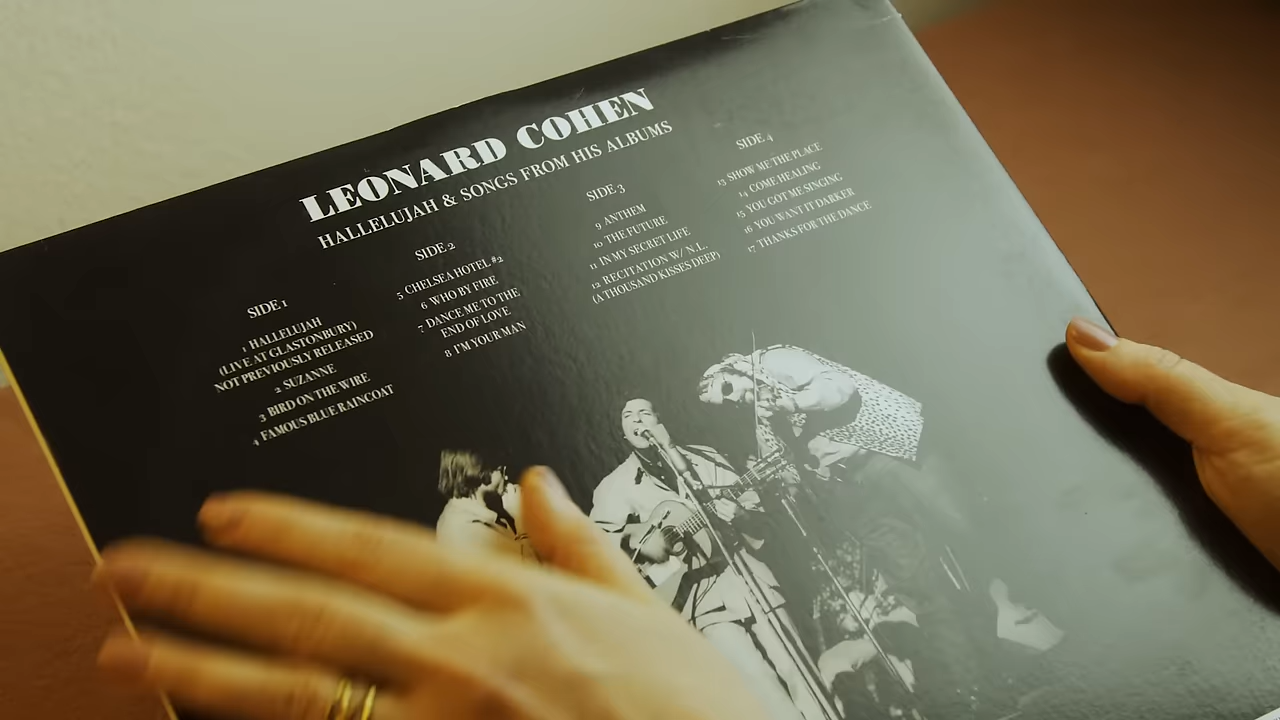 LEONARD COHEN
HALLELUJAH & SONGS FROM HIS ALBUMS
SIDE 1
1 HALLELUJAH
(LIVE AT GLASTONBURY)
NOT PREVIOUSLY RELEASED
2 SUZANNE
3 BIRD ON THE WIRE
4 FAMOUS BLUE RAINCOAT
SIDE 2
5 CHELSEA HOTEL #2
6 WHO BY FIRE
7 DANCE ME TO THE
END OF LOVE
8 I'M YOUR MAN
SIDE 3
9 ANTHEM
10 THE FUTURE
11 IN MY SECRET LIFE
12 RECITATION W/ N.L.
(A THOUSAND KISSES DEEP)
SIDE 4
13 SHOW ME THE PLACE
14 COME HEALING
15 YOU GOT ME SINGING
16 YOU WANT IT DARKER
17 THANKS FOR THE DANCE